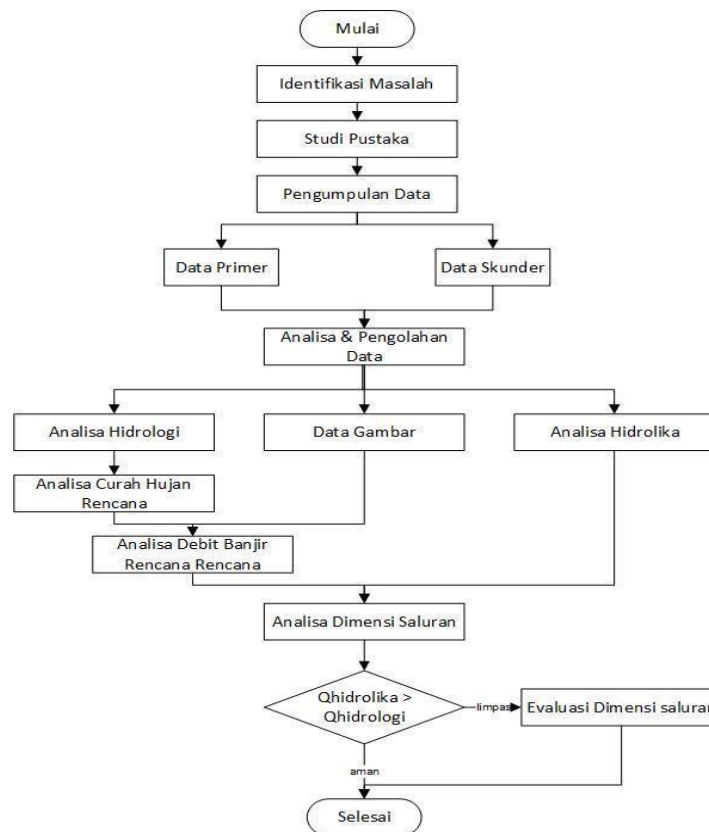 Mulai
Identifikasi Masalah
Studi Pustaka
Pengumpulan Data
Data Primer
Data Skunder
Analisa & Pengolahan
Data
Analisa Hidrologi
Data Gambar
Analisa Hidrolika
Analisa Curah Hujan
Rencana
Analisa Debit Banjir
Rencana Rencana
Analisa Dimensi Saluran
Qhidrolika >
Qhidrologi
limpas
Evaluasi Dimensi saluran
aman
Selesai